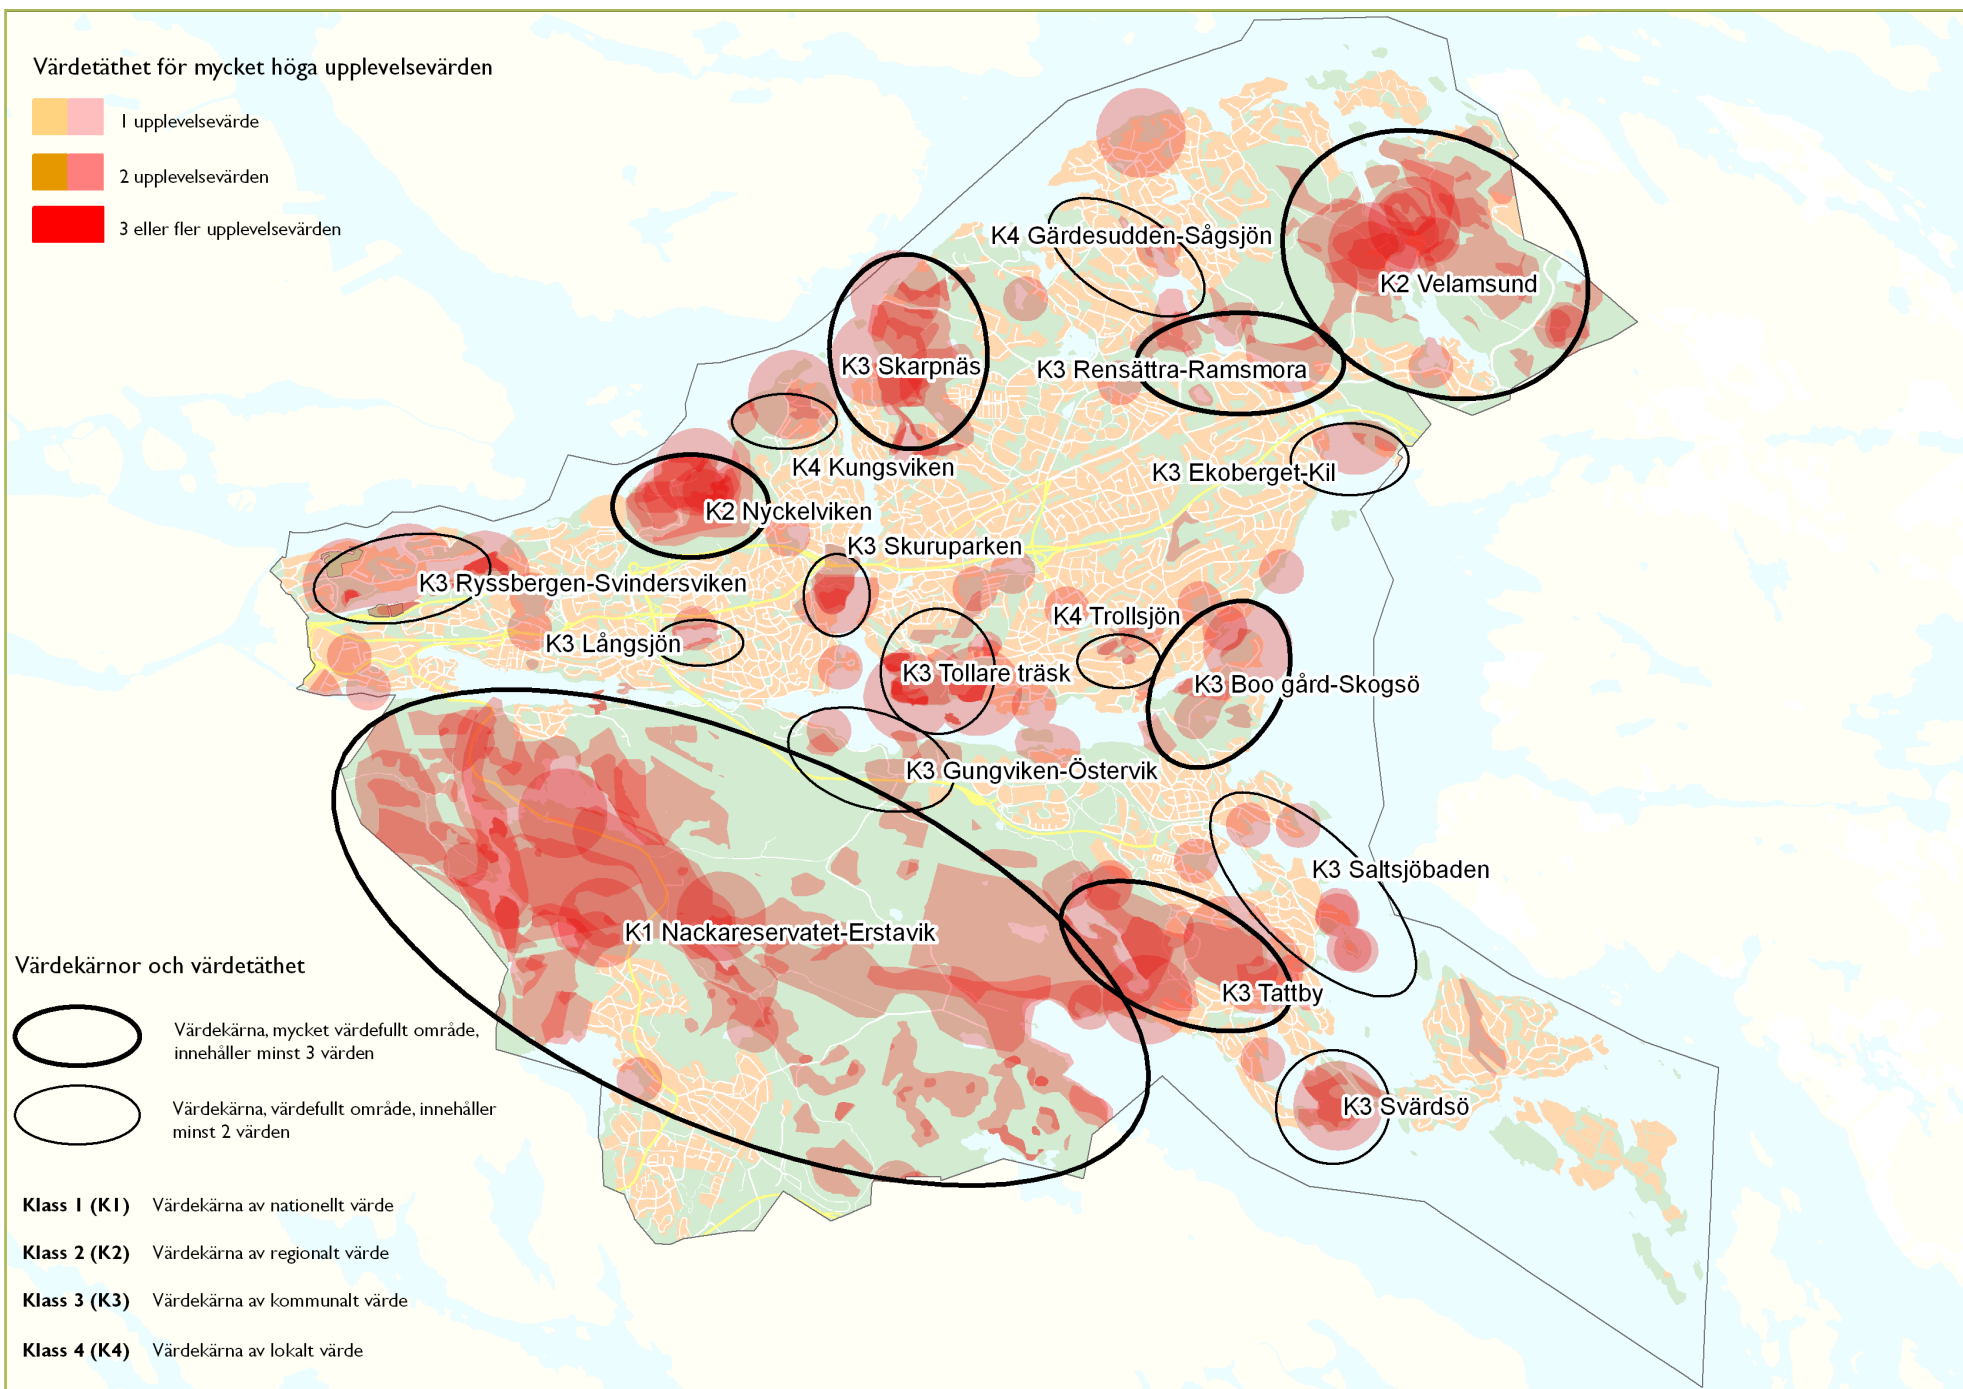 Värdetäthet för mycket höga upplevelsevärden
1 upplevelsevärde
2 upplevelsevärden
3 eller fler upplevelsevärden
K4 Gärdesudden-Sågsjön
K2 Velamsund
K3 Skarpnäs
K3 Rensättra-Ramsmora
K4 Kungsviken
K3 Ekoberget-Kil
K2 Nyckelviken
K3 Skuruparken
K3 Ryssbergen-Svindersviken
K4 Trollsjön
K3 Långsjön
K3 Tollare träsk
K3 Boo gård-Skogsö
K3 Gungviken-Östervik
K3 Saltsjöbaden
K1 Nackareservatet-Erstavik
K3 Tattby
K3 Svärdsö
Värdekärnor och värdetäthet
Värdekärna, mycket värdefullt område,
innehåller minst 3 värden
Värdekärna, värdefullt område, innehåller
minst 2 värden
Klass 1 (K1) Värdekärna av nationellt värde
Klass 2 (K2) Värdekärna av regionalt värde
Klass 3 (K3) Värdekärna av kommunalt värde
Klass 4 (K4) Värdekärna av lokalt värde